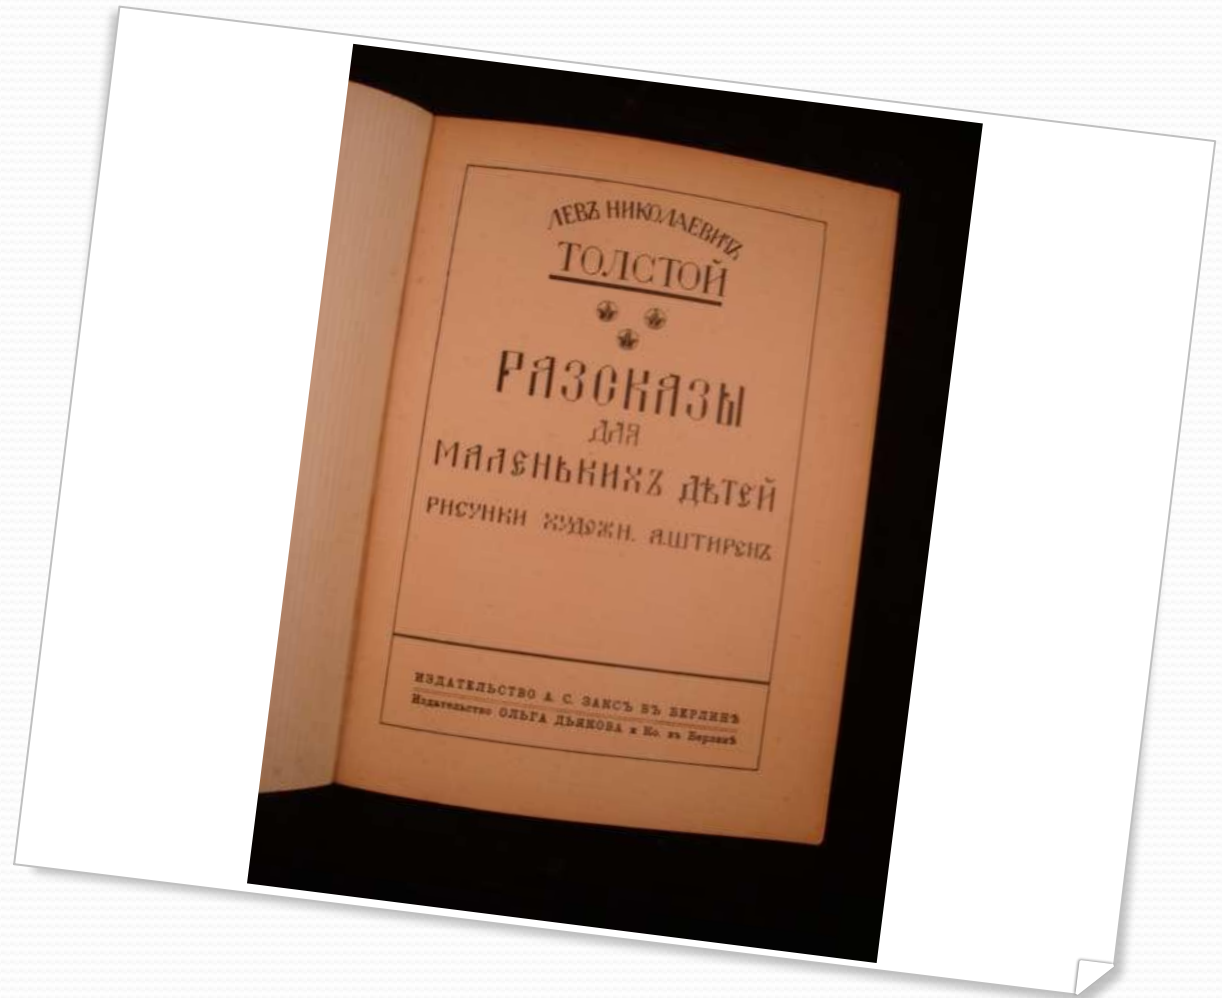 ЛЕВЪ НИКОЛАЕВИЧЪ
ТОЛСТОЙ
РАЗСКАЗЫ
ДЛЯ
МАЛЕНЬКИХЪ ДѢТЕЙ
РИСУНКИ ХУДОЖН. А.ШТИРЕНЪ
ИЗДАТЕЛЬСТВО А. С. ЗАКСЪ ВЪ БЕРЛИНѢ
Издательство ОЛЬГА ДЬЯКОВА и Ко. въ Берлинѣ